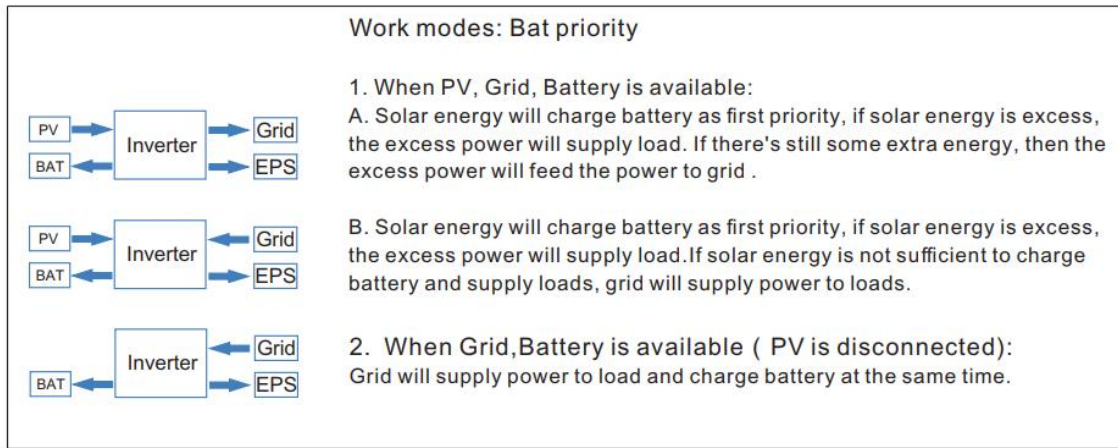 Work modes: Bat priority
1. When PV, Grid, Battery is available:
A. Solar energy will charge battery as first priority, if solar energy is excess,
the excess power will supply load. If there's still some extra energy, then the
excess power will feed the power to grid .
PV
BAT
Inverter
Grid
EPS
B. Solar energy will charge battery as first priority, if solar energy is excess,
the excess power will supply load.If solar energy is not sufficient to charge
battery and supply loads, grid will supply power to loads.
PV
BAT
Inverter
Grid
EPS
2. When Grid,Battery is available ( PV is disconnected):
Grid will supply power to load and charge battery at the same time.
BAT
Inverter
Grid
EPS